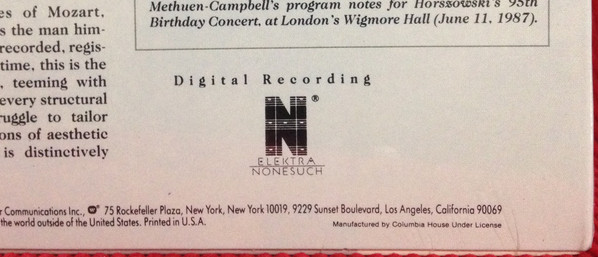 es of Mozart,
s the man him-
recorded, regis-
time, this is the
, teeming with
every structural
ruggle to tailor
ons of aesthetic
is distinctively
Methuen-Campbell's program notes for Horszowski's 95th
Birthday Concert, at London's Wigmore Hall (June 11, 1987).
Digital Recording
N®
ELEKTRA
NONESUCH
r Communications Inc., 75 Rockefeller Plaza, New York, New York 10019, 9229 Sunset Boulevard, Los Angeles, California 90069
the world outside of the United States. Printed in U.S.A.
Manufactured by Columbia House Under License